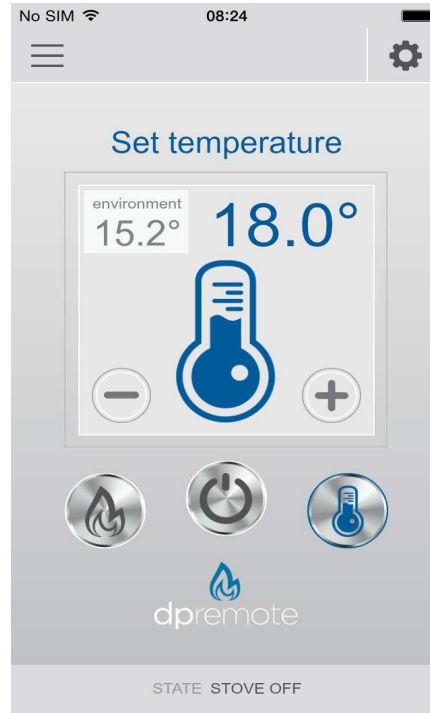 No SIM 08:24
Set temperature
environment
15.2°
18.0°
dpremote
STATE STOVE OFF